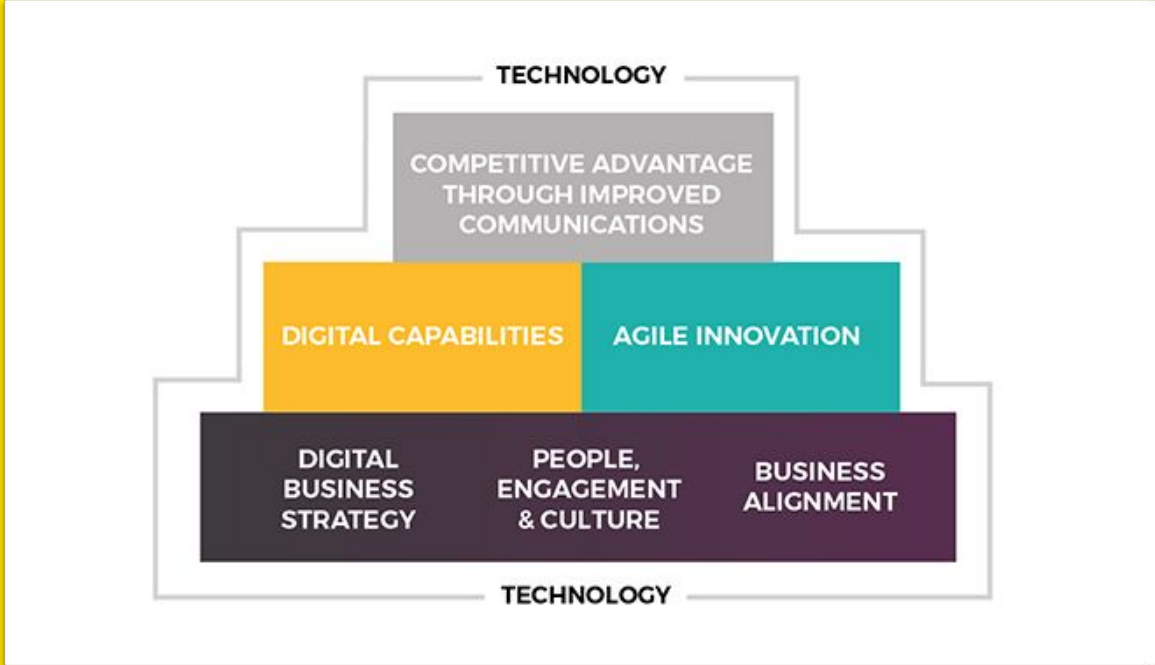 TECHNOLOGY
COMPETITIVE ADVANTAGE
THROUGH IMPROVED
COMMUNICATIONS
DIGITAL CAPABILITIES
AGILE INNOVATION
DIGITAL
BUSINESS
STRATEGY
PEOPLE,
ENGAGEMENT
& CULTURE
BUSINESS
ALIGNMENT
TECHNOLOGY